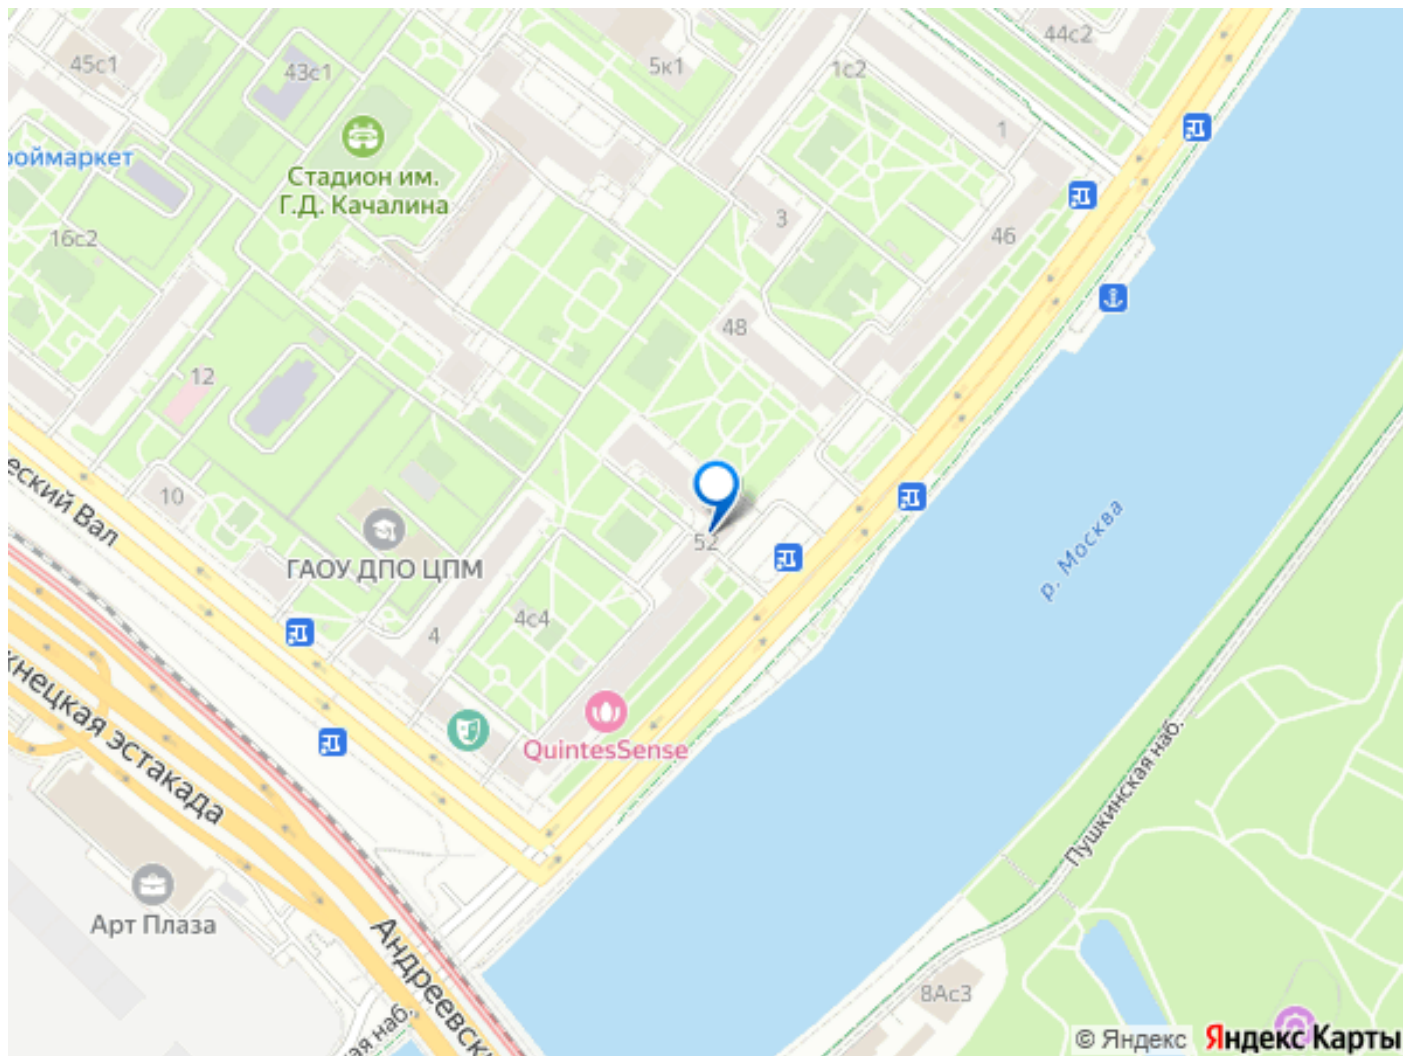 44с2
45с1
43с1
5к1
1с2
1
роймаркет
Стадион им.
Г.Д. Качалина
3
46
16с2
48
12
10
еский Вал
ГАОУ ДПО ЦПМ
52
р. Москва
4с4
4
QuintesSense
кнецкая эстакада
Пушкинская наб.
Арт Плаза
Андреевск
8Ас3
ая наб.
© Яндекс Яндекс Карты